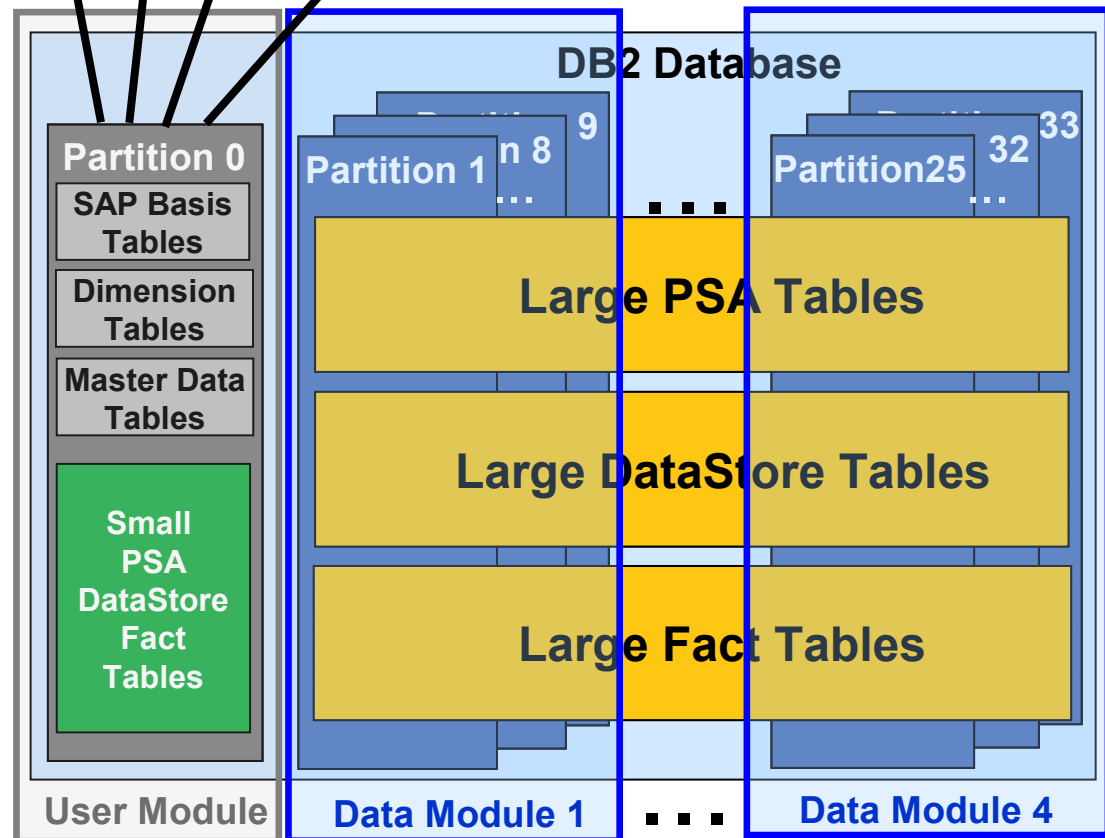 DB2 Database
Partition 0
SAP Basis
Tables
Dimension
Tables
Master Data
Tables
Small
PSA
DataStore
Fact
Tables
Partition 1
...
n 8
9
...
Partition25
...
32
33
Large PSA Tables
Large DataStore Tables
Large Fact Tables
User Module
Data Module 1
...
Data Module 4